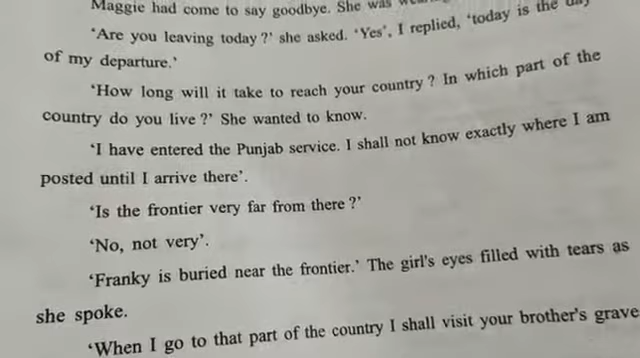 Maggie had come to say goodbye. She was
'Are you leaving today?' she asked. 'Yes', I replied, 'today is the day
of my departure.'
'How long will it take to reach your country? In which part of the
country do you live?' She wanted to know.
'I have entered the Punjab service. I shall not know exactly where I am
posted until I arrive there'.
'Is the frontier very far from there?'
'No, not very'.
'Franky is buried near the frontier.' The girl's eyes filled with tears as
she spoke.
'When I go to that part of the country I shall visit your brother's grave